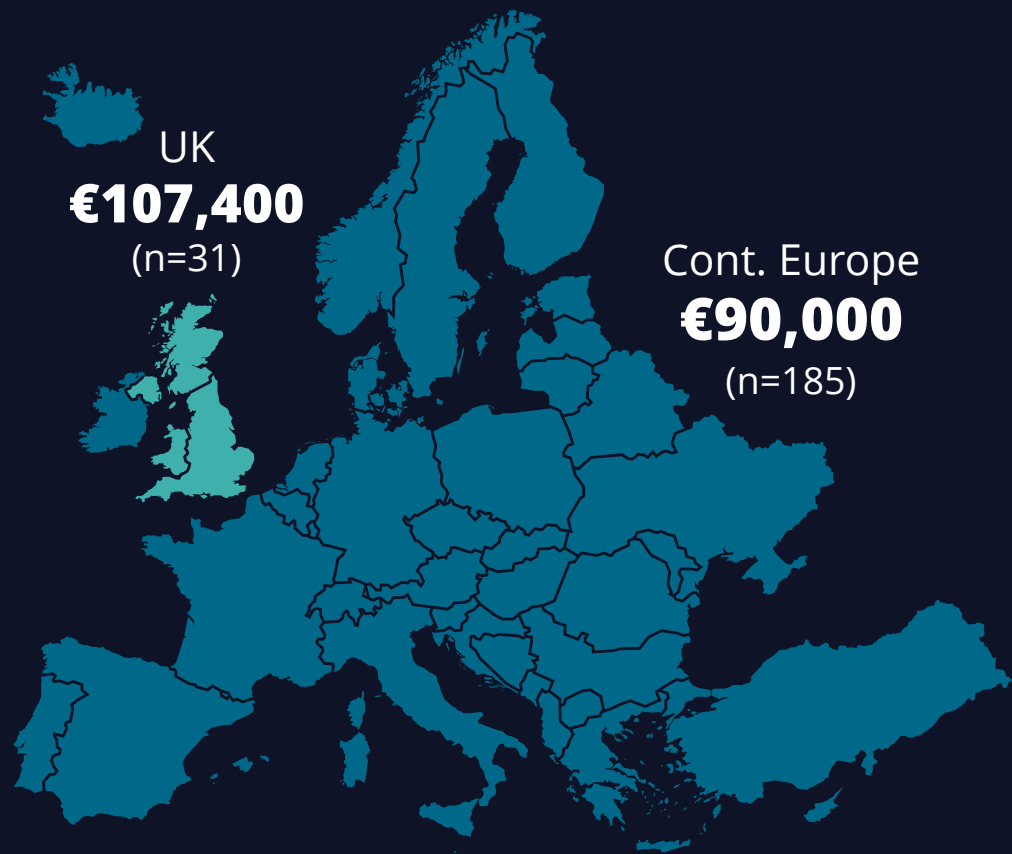 UK
€107,400
(n=31)
Cont. Europe
€90,000
(n=185)